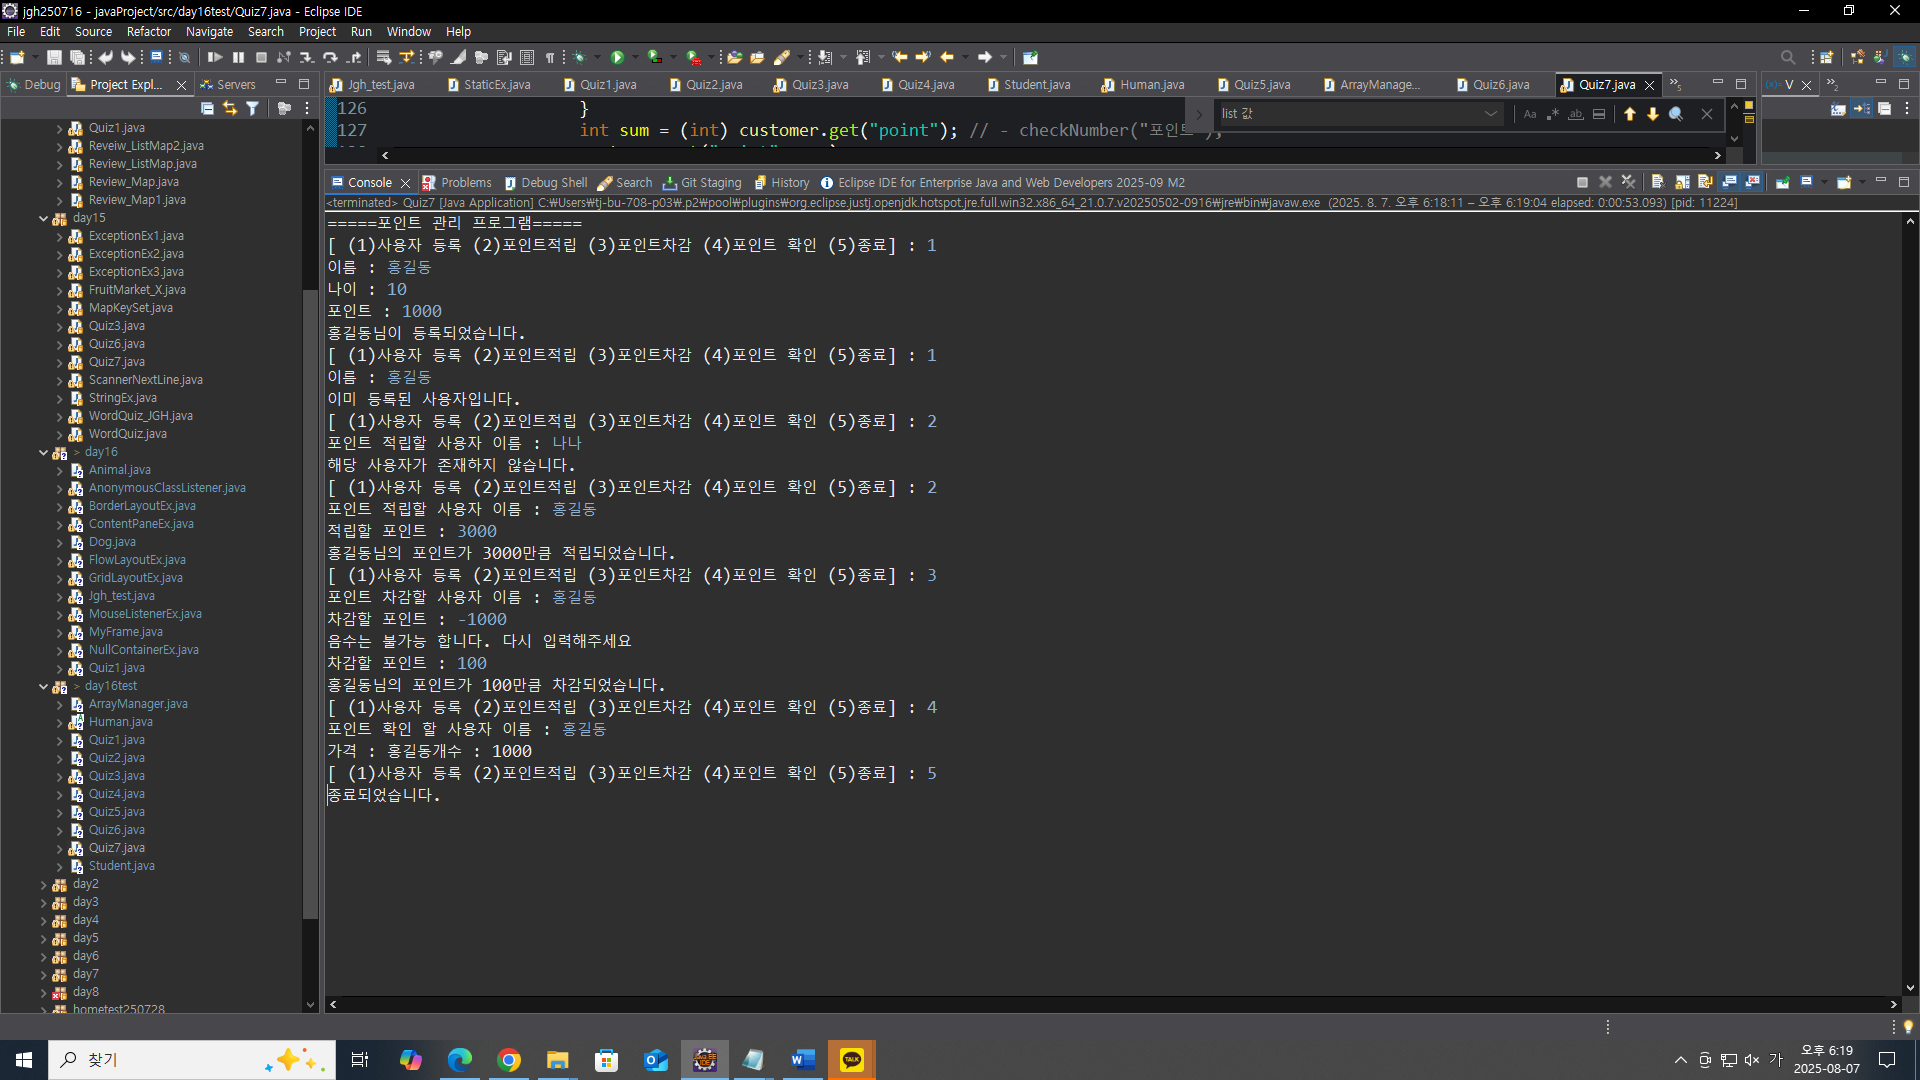 jgh250716 - javaProject/src/day16test/Quiz7.java - Eclipse IDE
File Edit Source Refactor Navigate Search Project Run Window Help
Debug Project Expl... Servers
Jgh_test.java StaticEx.java Quiz1.java Quiz2.java Quiz3.java Quiz4.java Student.java Human.java Quiz5.java ArrayManage... Quiz6.java Quiz7.java
126 }
127 int sum = (int) customer.get("point"); // - checkNumber("포인트");
list 값
Quiz1.java
Reveiw_ListMap2.java
Review_ListMap.java
Review_Map.java
Review_Map1.java
day15
ExceptionEx1.java
ExceptionEx2.java
ExceptionEx3.java
FruitMarket_X.java
MapKeySet.java
Quiz3.java
Quiz6.java
Quiz7.java
ScannerNextLine.java
StringEx.java
WordQuiz_JGH.java
WordQuiz.java
> day16
Animal.java
AnonymousClassListener.java
BorderLayoutEx.java
ContentPaneEx.java
Dog.java
FlowLayoutEx.java
GridLayoutEx.java
Jgh_test.java
MouseListenerEx.java
MyFrame.java
NullContainerEx.java
Quiz1.java
> day16test
ArrayManager.java
Human.java
Quiz1.java
Quiz2.java
Quiz3.java
Quiz4.java
Quiz5.java
Quiz6.java
Quiz7.java
Student.java
day2
day3
day4
day5
day6
day7
day8
hometest250728
Console Problems Debug Shell Search Git Staging History Eclipse IDE for Enterprise Java and Web Developers 2025-09 M2
<terminated> Quiz7 [Java Application] C:₩Users₩tj-bu-708-p03₩.p2₩pool₩plugins₩org.eclipse.justj.openjdk.hotspot.jre.full.win32.x86_64_21.0.7.v20250502-0916₩jre₩bin₩javaw.exe (2025. 8. 7. 오후 6:18:11 – 오후 6:19:04 elapsed: 0:00:53.093) [pid: 11224]
=====포인트 관리 프로그램=====
[ (1)사용자 등록 (2)포인트적립 (3)포인트차감 (4)포인트 확인 (5)종료] : 1
이름 : 홍길동
나이 : 10
포인트 : 1000
홍길동님이 등록되었습니다.
[ (1)사용자 등록 (2)포인트적립 (3)포인트차감 (4)포인트 확인 (5)종료] : 1
이름 : 홍길동
이미 등록된 사용자입니다.
[ (1)사용자 등록 (2)포인트적립 (3)포인트차감 (4)포인트 확인 (5)종료] : 2
포인트 적립할 사용자 이름 : 나나
해당 사용자가 존재하지 않습니다.
[ (1)사용자 등록 (2)포인트적립 (3)포인트차감 (4)포인트 확인 (5)종료] : 2
포인트 적립할 사용자 이름 : 홍길동
적립할 포인트 : 3000
홍길동님의 포인트가 3000만큼 적립되었습니다.
[ (1)사용자 등록 (2)포인트적립 (3)포인트차감 (4)포인트 확인 (5)종료] : 3
포인트 차감할 사용자 이름 : 홍길동
차감할 포인트 : -1000
음수는 불가능 합니다. 다시 입력해주세요
차감할 포인트 : 100
홍길동님의 포인트가 100만큼 차감되었습니다.
[ (1)사용자 등록 (2)포인트적립 (3)포인트차감 (4)포인트 확인 (5)종료] : 4
포인트 확인 할 사용자 이름 : 홍길동
가격 : 홍길동개수 : 1000
[ (1)사용자 등록 (2)포인트적립 (3)포인트차감 (4)포인트 확인 (5)종료] : 5
종료되었습니다.
찾기
가
오후 6:19
2025-08-07